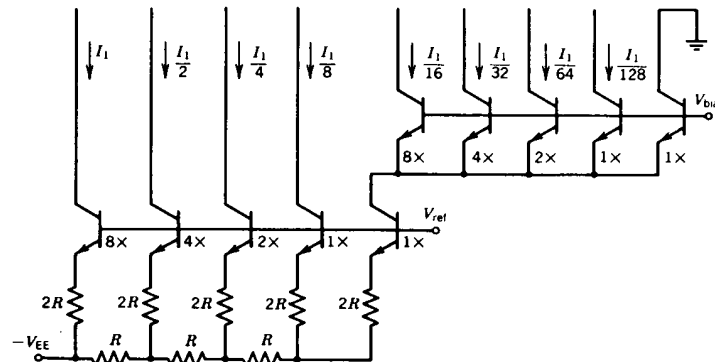 I1 I1/2 I1/4 I1/8 I1/16 I1/32 I1/64 I1/128
Vbia
8× 4× 2× 1× 1×
Vref
8× 4× 2× 1× 1×
2R 2R 2R 2R 2R
−VEE R R R